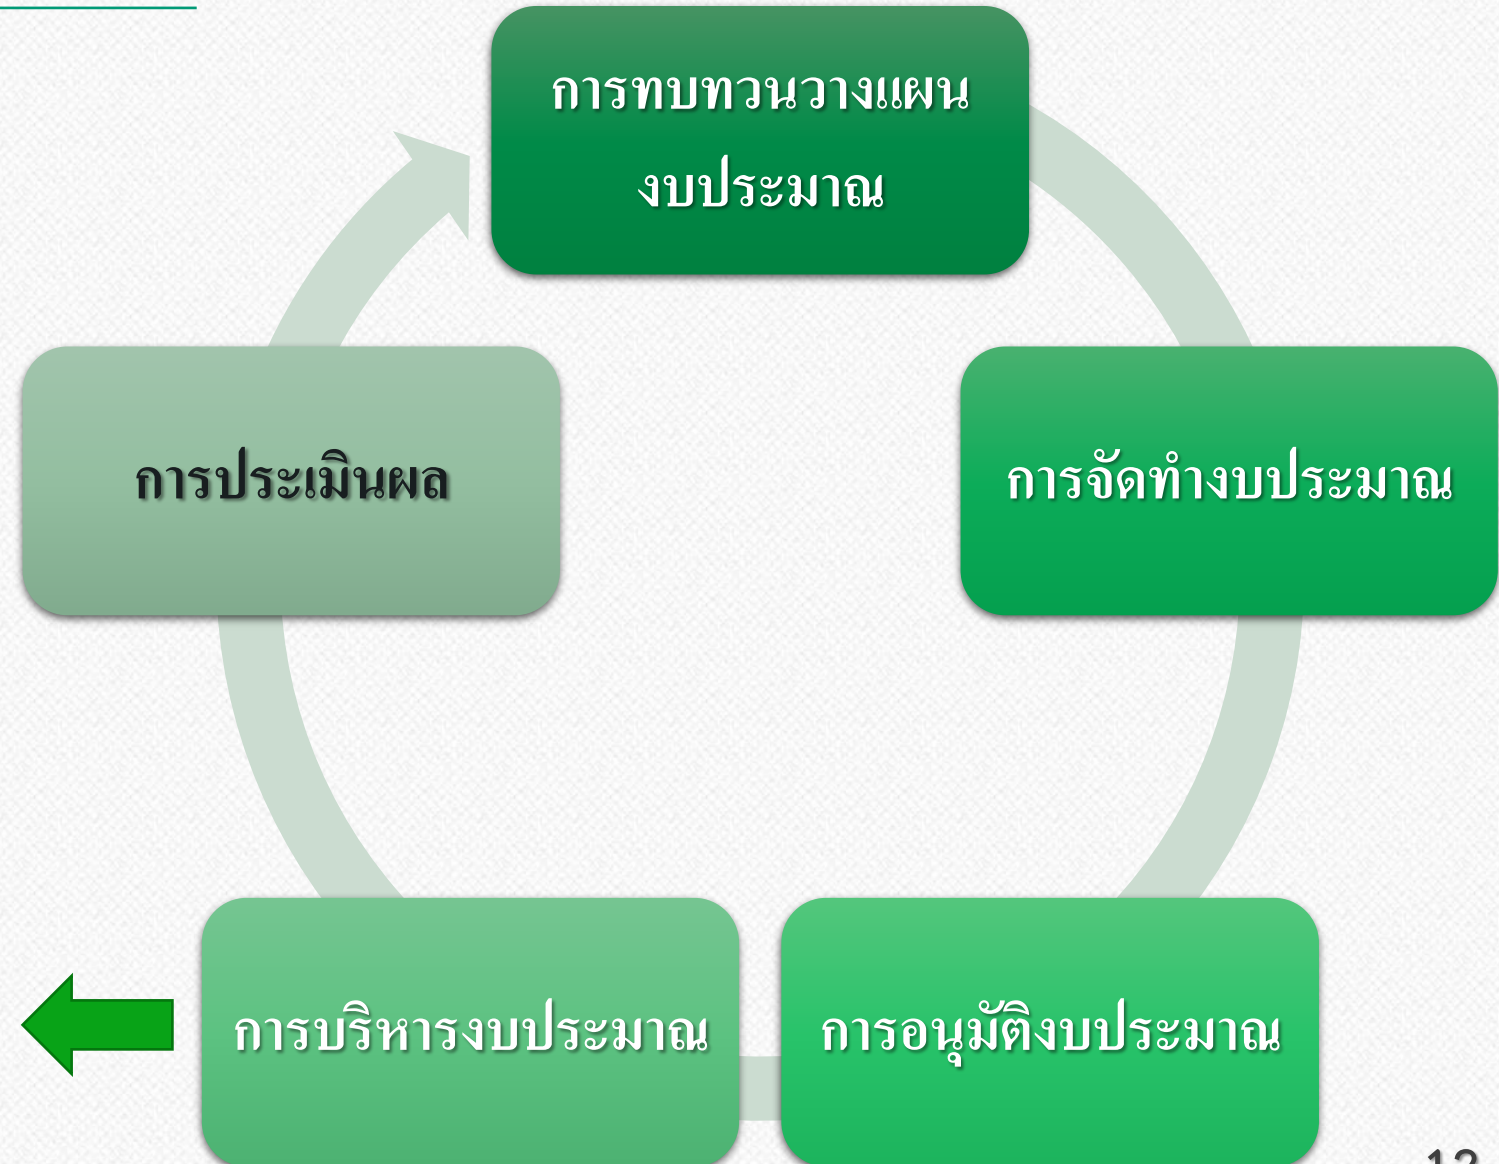 การทบทวนวางแผน
งบประมาณ
การจัดทำงบประมาณ
การอนุมัติงบประมาณ
การบริหารงบประมาณ
การประเมินผล